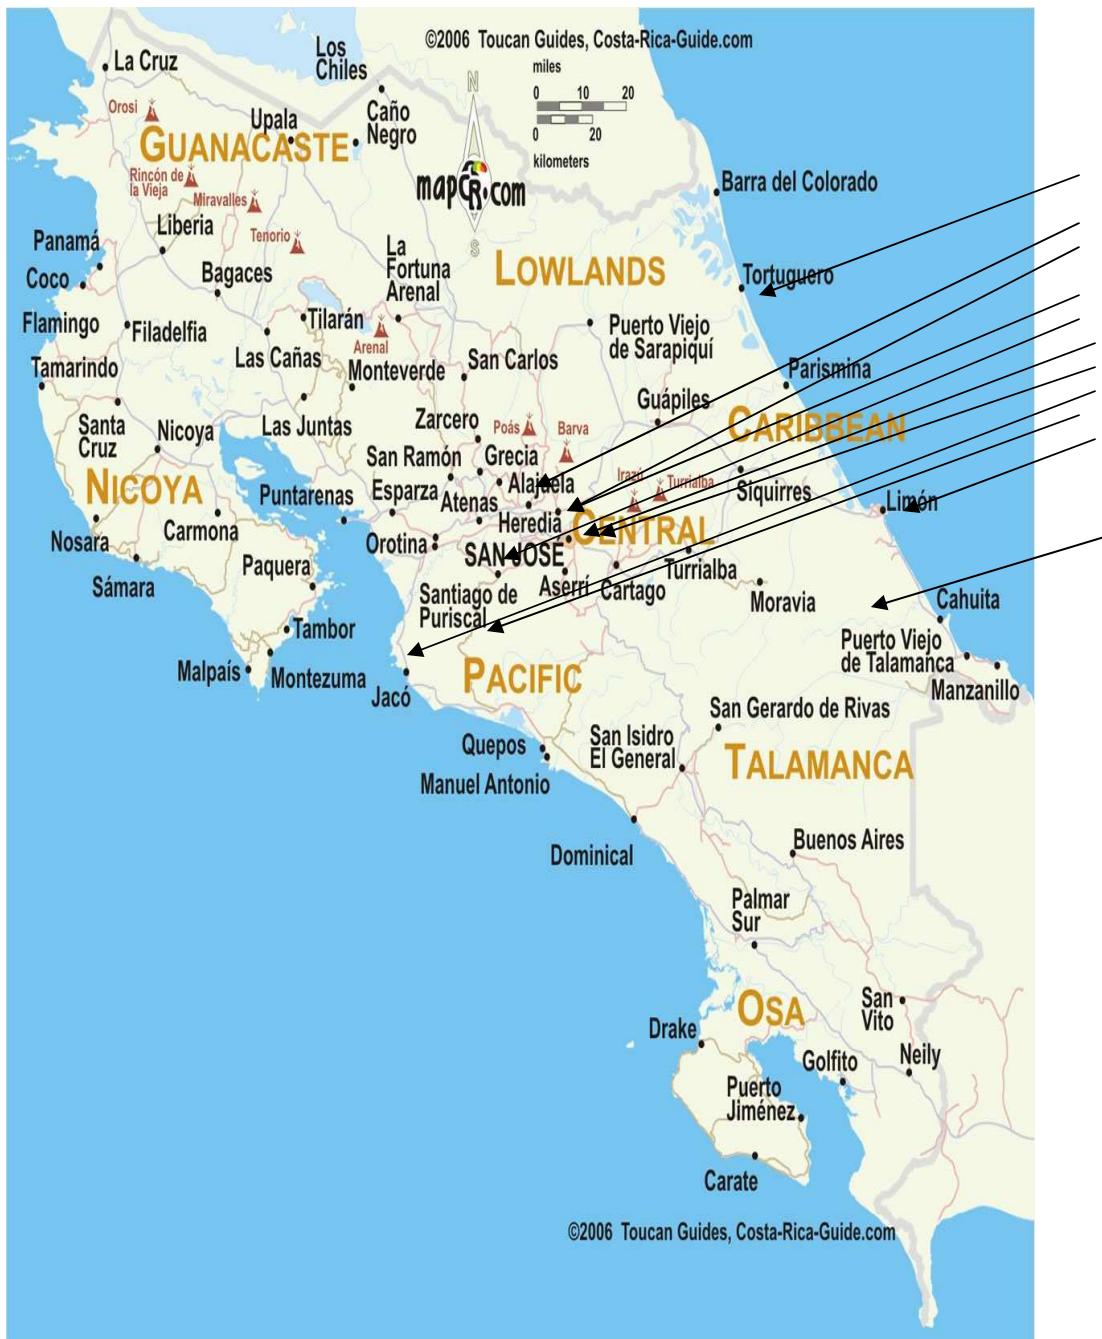 ©2006 Toucan Guides, Costa-Rica-Guide.com
Los
Chiles
La Cruz
miles
0 10 20
0 20
kilometers
N
S
mapCR.com
Orosi
Upala
Caño
Negro
GUANACASTE
Rincón de
la Vieja
Miravalles
Barra del Colorado
Liberia
Tenorio
Panamá
La
Fortuna
Arenal
LOWLANDS
Coco
Bagaces
Tortuguero
Flamingo
Filadelfia
Tilarán
Puerto Viejo
de Sarapiquí
Arenal
Las Cañas
Tamarindo
Monteverde
San Carlos
Parismina
Guápiles
Santa
Cruz
Nicoya
Las Juntas
Zarcero
Poás
Barva
CARIBBEAN
San Ramón
Grecia
Irazú
Turrialba
NICOYA
Puntarenas
Esparza
Alajuela
Siquirres
Limón
Atenas
Carmona
Heredia
CENTRAL
Nosara
Orotina
SAN JOSE
Sámara
Paquera
Aserrí
Cartago
Turrialba
Santiago de
Puriscal
Moravia
Cahuita
Tambor
Puerto Viejo
de Talamanca
Malpaís
Montezuma
Jacó
PACIFIC
Manzanillo
San Gerardo de Rivas
San Isidro
El General
Quepos
Manuel Antonio
TALAMANCA
Dominical
Buenos Aires
Palmar
Sur
San
Vito
OSA
Drake
Golfito
Neily
Puerto
Jiménez
Carate
©2006 Toucan Guides, Costa-Rica-Guide.com